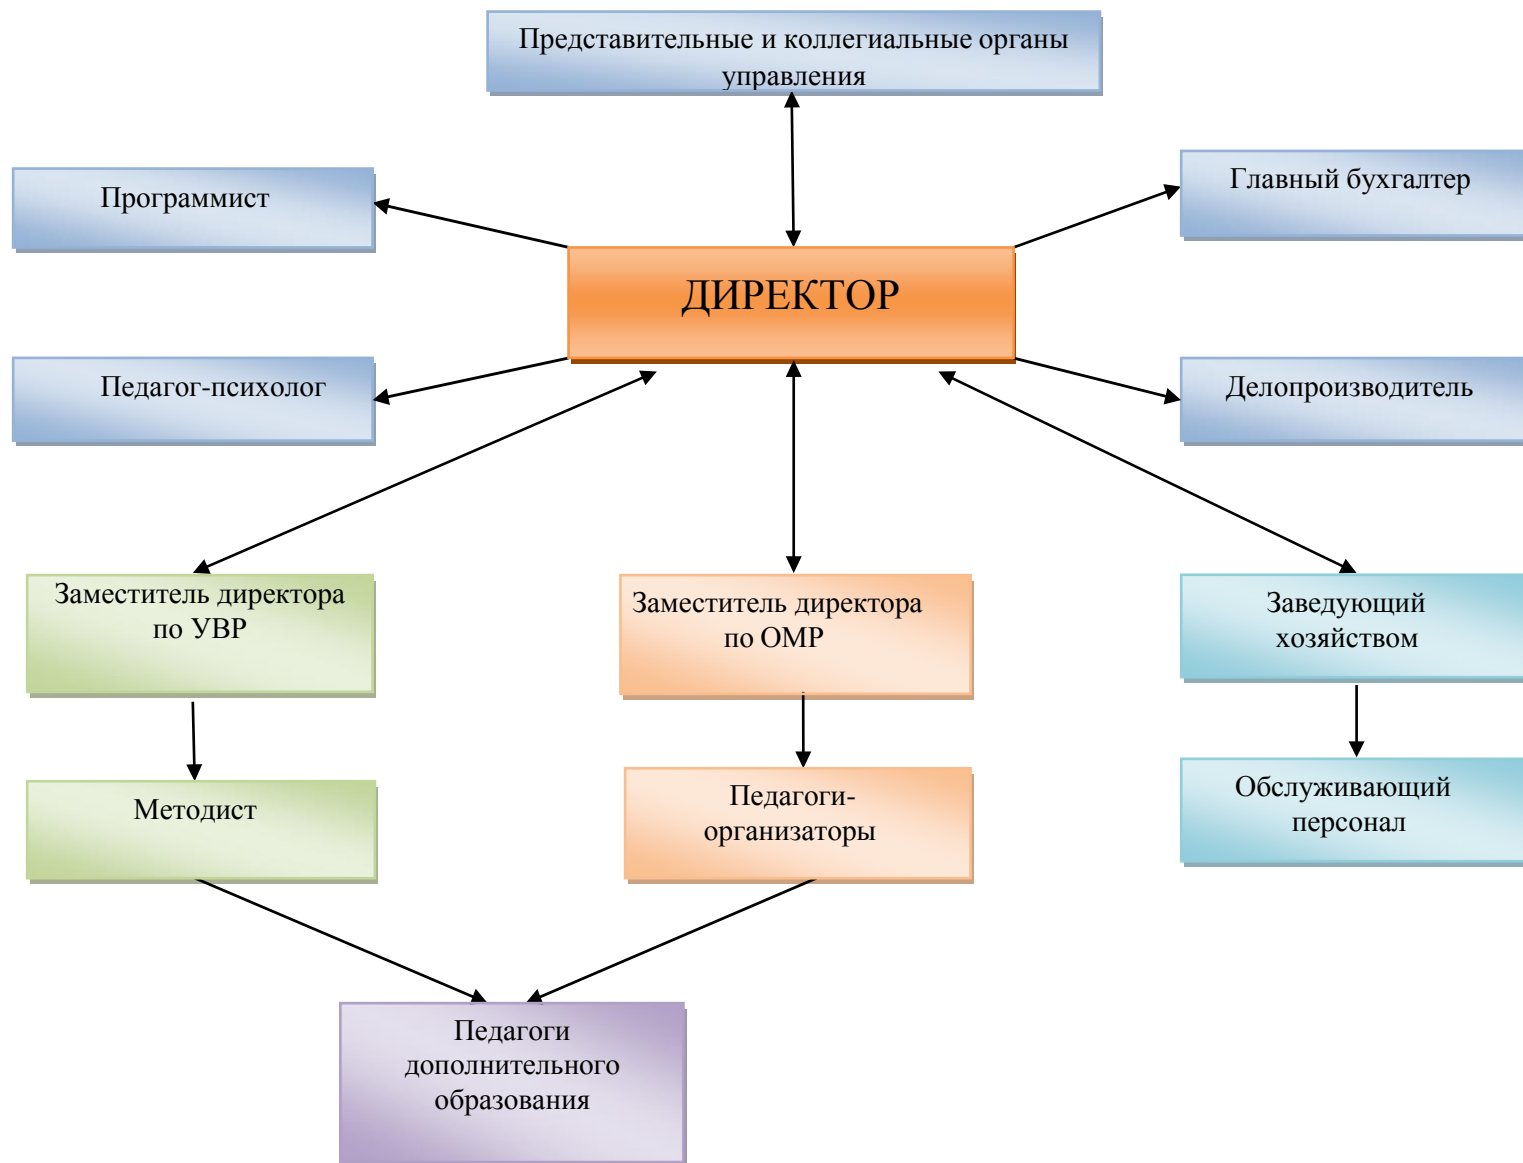 Представительные и коллегиальные органы
управления
Программист
Главный бухгалтер
ДИРЕКТОР
Педагог-психолог
Делопроизводитель
Заместитель директора
по УВР
Заместитель директора
по ОМР
Заведующий
хозяйством
Методист
Педагоги-
организаторы
Обслуживающий
персонал
Педагоги
дополнительного
образования